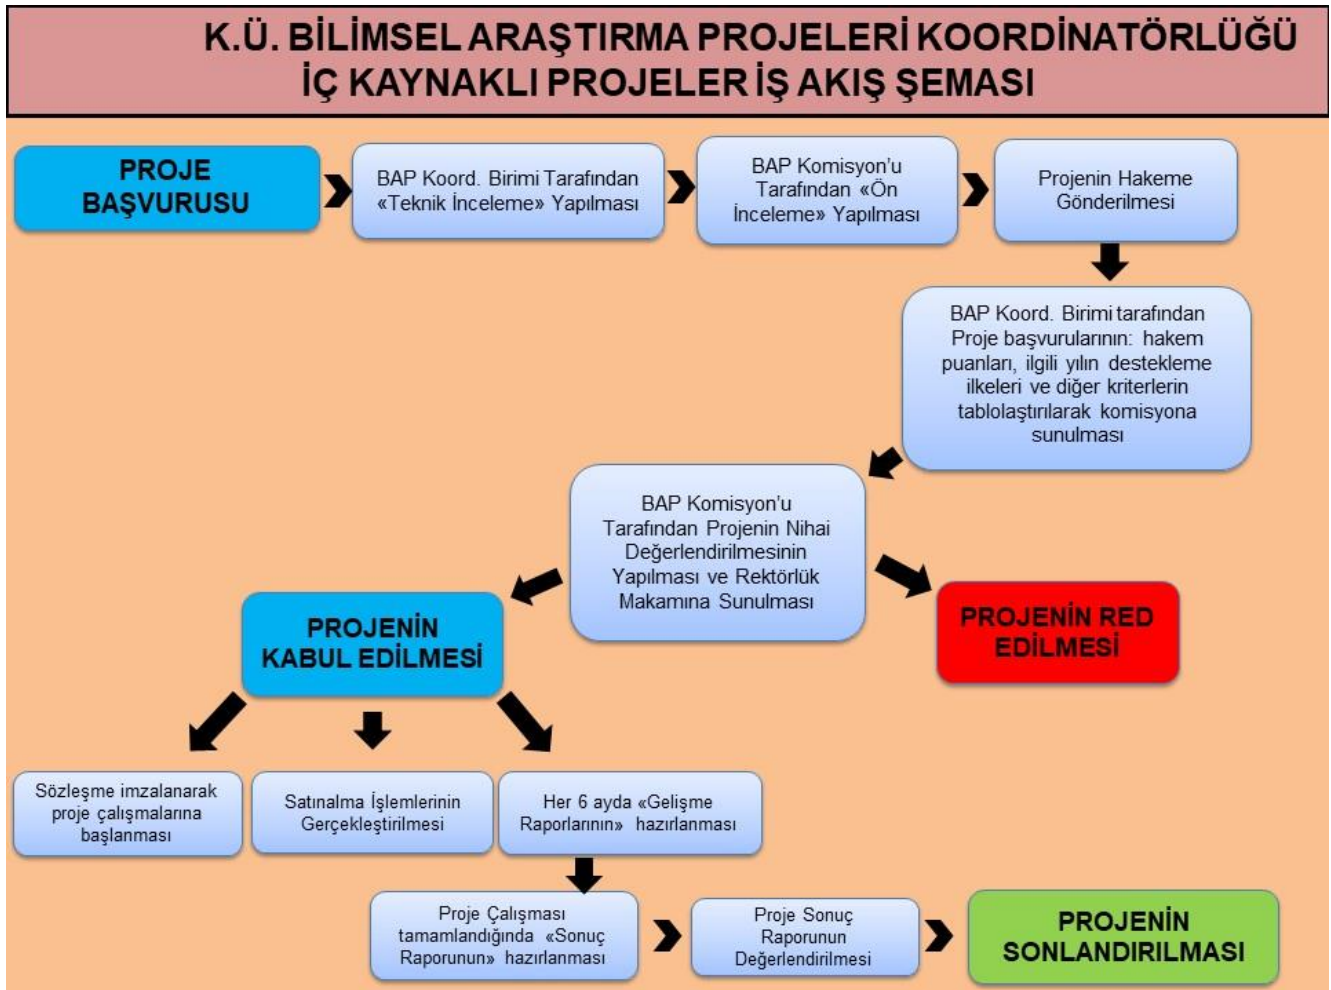 K.Ü. BİLİMSEL ARAŞTIRMA PROJELERİ KOORDİNATÖRLÜĞÜ
İÇ KAYNAKLI PROJELER İŞ AKIŞ ŞEMASI
PROJE
BAŞVURUSU
BAP Koord. Birimi Tarafından
«Teknik İnceleme» Yapılması
BAP Komisyon’u
Tarafından «Ön
İnceleme» Yapılması
Projenin Hakeme
Gönderilmesi
BAP Koord. Birimi tarafından
Proje başvurularının: hakem
puanları, ilgili yılın destekleme
ilkeleri ve diğer kriterlerin
tablolaştırılarak komisyona
sunulması
BAP Komisyon’u
Tarafından Projenin Nihai
Değerlendirilmesinin
Yapılması ve Rektörlük
Makamına Sunulması
PROJENİN RED
EDİLMESİ
PROJENİN
KABUL EDİLMESİ
Sözleşme imzalanarak
proje çalışmalarına
başlanması
Satınalma İşlemlerinin
Gerçekleştirilmesi
Her 6 ayda «Gelişme
Raporlarının» hazırlanması
Proje Çalışması
tamamlandığında «Sonuç
Raporunun» hazırlanması
Proje Sonuç
Raporunun
Değerlendirilmesi
PROJENİN
SONLANDIRILMASI